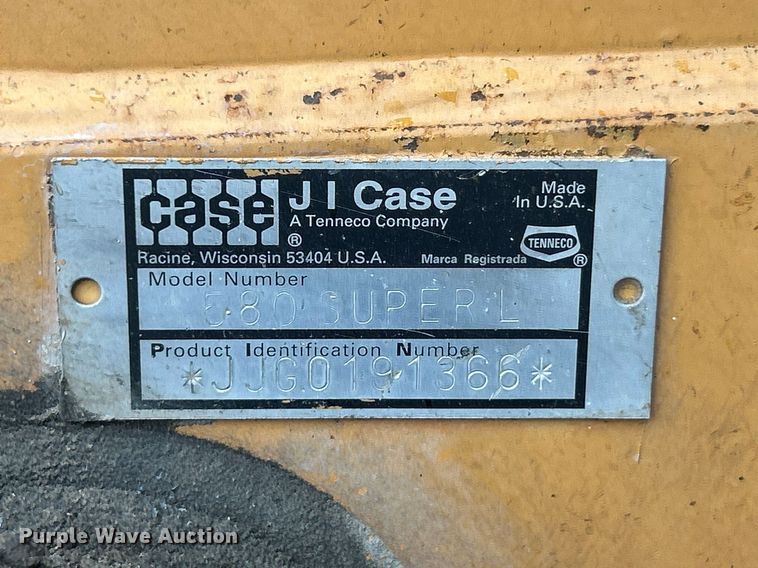 case
®
J I Case
A Tenneco Company
Made
In U.S.A.
TENNECO
®
Racine, Wisconsin 53404 U.S.A.
Marca Registrada
Model Number
580 SUPER L
Product Identification Number
*JJG0191366*
Purple Wave Auction